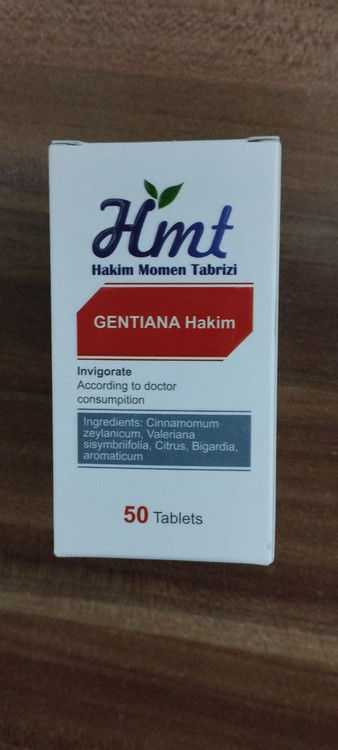 Hmt
Hakim Momen Tabrizi
GENTIANA Hakim
Invigorate
According to doctor
consumpition
Ingredients: Cinnamomum
zeylanicum, Valeriana
sisymbriifolia, Citrus, Bigardia,
aromaticum
50 Tablets